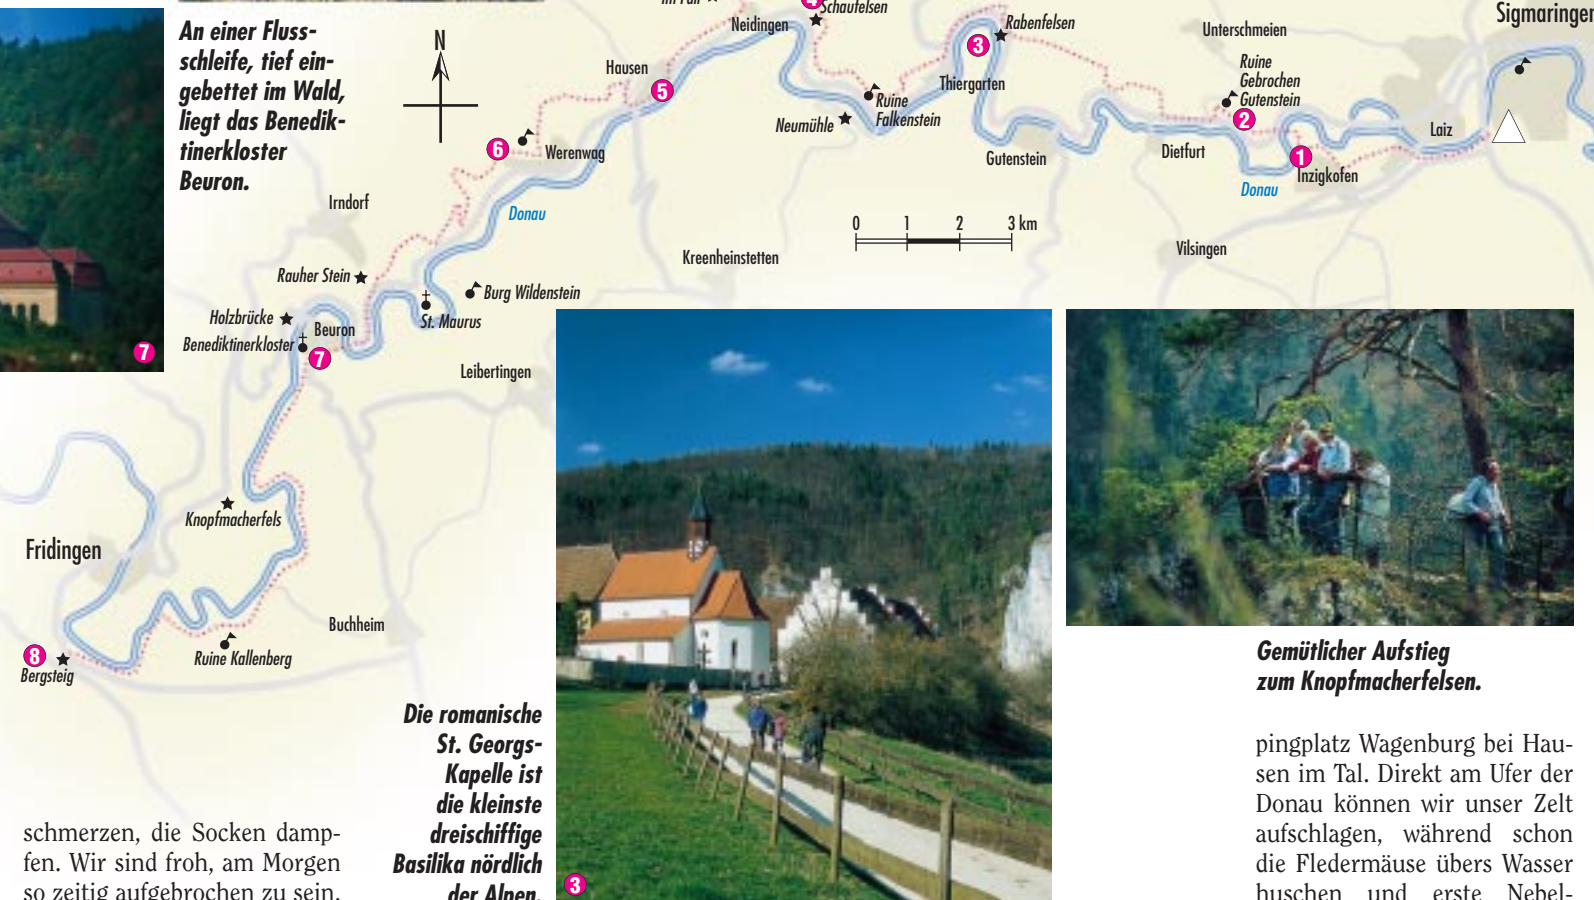 An einer Fluss-
schleife, tief ein-
gebettet im Wald,
liegt das Benedik-
tinerkloster
Beuron.
7
N
Schaufelsen
Neidingen
Rabenfelsen
3
Unterschmeien
Sigmaringen
Hausen
5
Thiergarten
Ruine
Gebrochen
Gutenstein
2
Ruine
Falkenstein
Neumühle
6
Werenwag
Gutenstein
Dietfurt
Laiz
1
Inzigkofen
Donau
Irndorf
Donau
0 1 2 3 km
Kreenheinstetten
Vilsingen
Rauher Stein
Burg Wildenstein
Holzbrücke
Beuron
St. Maurus
Benediktinerkloster
7
Leibertingen
Knopfmacherfels
Fridingen
Buchheim
8
Bergsteig
Ruine Kallenberg
Die romanische
St. Georgs-
Kapelle ist
die kleinste
dreischiffige
Basilika nördlich
der Alpen.
3
Gemütlicher Aufstieg
zum Knopfmacherfelsen.
schmerzen, die Socken damp-
fen. Wir sind froh, am Morgen
so zeitig aufgebrochen zu sein.
pingplatz Wagenburg bei Hau-
sen im Tal. Direkt am Ufer der
Donau können wir unser Zelt
aufschlagen, während schon
die Fledermäuse übers Wasser
huschen und erste Nebel-